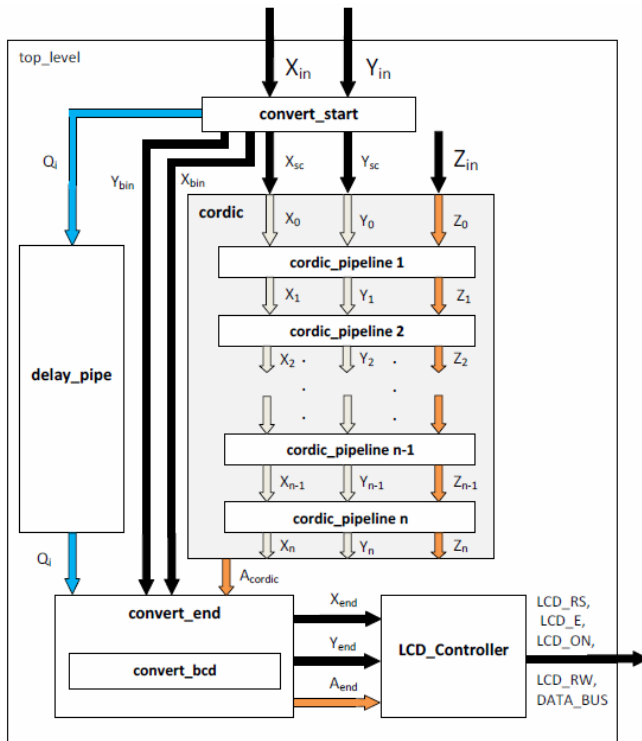 top_level
Xin
Yin
convert_start
Qi
Ybin
Xbin
Xsc
Ysc
Zin
cordic
X0
Y0
Z0
cordic_pipeline 1
X1
Y1
Z1
cordic_pipeline 2
X2
Y2
Z2
delay_pipe
cordic_pipeline n-1
Xn-1
Yn-1
Zn-1
cordic_pipeline n
Xn
Yn
Zn
Qi
Acordic
convert_end
convert_bcd
Xend
Yend
Aend
LCD_Controller
LCD_RS,
LCD_E,
LCD_ON,
LCD_RW,
DATA_BUS